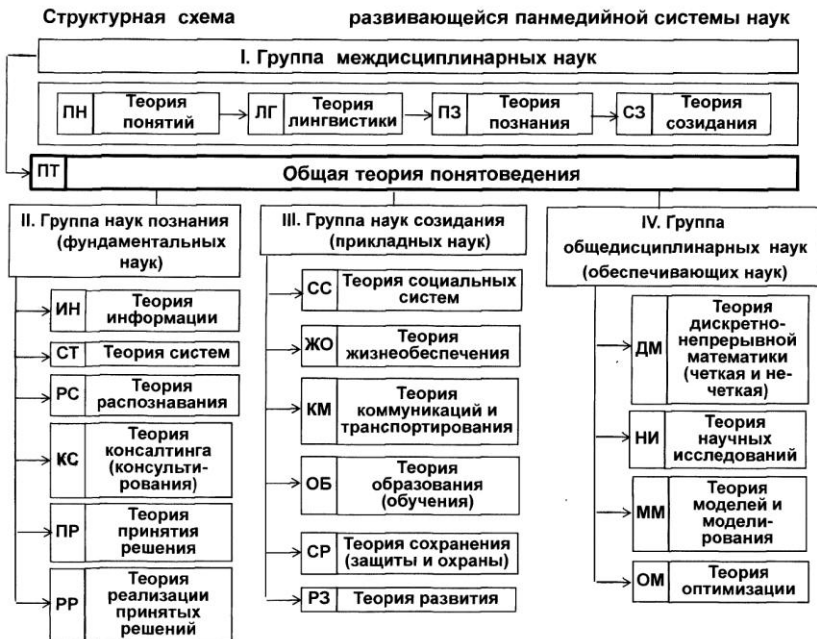 Структурная схема развивающейся панмедийной системы наук
I. Группа междисциплинарных наук
ПН
Теория
понятий
ЛГ
Теория
лингвистики
ПЗ
Теория
познания
СЗ
Теория
созидания
ПТ
Общая теория понятоведения
II. Группа наук познания
(фундаментальных
наук)
ИН
Теория
информации
СТ
Теория систем
РС
Теория
распознавания
КС
Теория
консалтинга
(консульти-
рования)
ПР
Теория
принятия
решения
РР
Теория
реализации
принятых
решений
III. Группа наук созидания
(прикладных наук)
СС
Теория социальных
систем
ЖО
Теория
жизнеобеспечения
КМ
Теория
коммуникаций и
транспортирования
ОБ
Теория
образования
(обучения)
СР
Теория сохранения
(защиты и охраны)
РЗ
Теория развития
IV. Группа
общедисциплинарных наук
(обеспечивающих наук)
ДМ
Теория
дискретно-
непрерывной
математики
(четкая и не-
четкая)
НИ
Теория
научных
исследований
ММ
Теория
моделей и
модели-
рования
ОМ
Теория
оптимизации